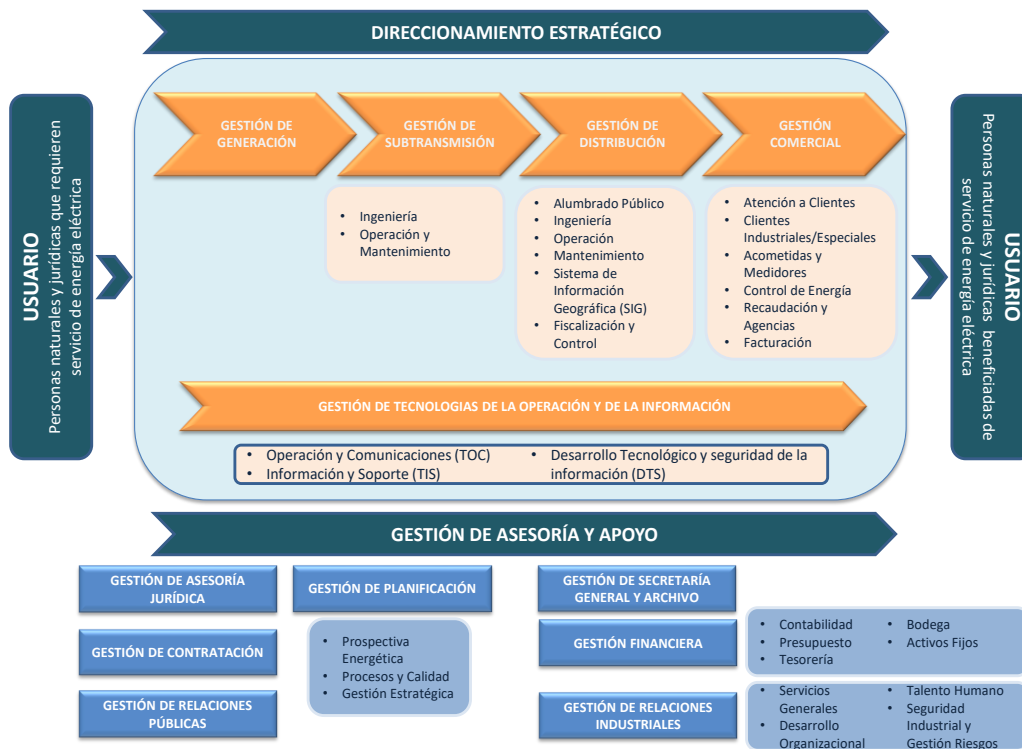 DIRECCIONAMIENTO ESTRATÉGICO
USUARIO
Personas naturales y jurídicas que requieren
servicio de energía eléctrica
GESTIÓN DE
GENERACIÓN
GESTIÓN DE
SUBTRANSMISIÓN
GESTIÓN DE
DISTRIBUCIÓN
GESTIÓN
COMERCIAL
• Ingeniería
• Operación y
Mantenimiento
• Alumbrado Público
• Ingeniería
• Operación
• Mantenimiento
• Sistema de
Información
Geográfica (SIG)
• Fiscalización y
Control
• Atención a Clientes
• Clientes
Industriales/Especiales
• Acometidas y
Medidores
• Control de Energía
• Recaudación y
Agencias
• Facturación
USUARIO
Personas naturales y jurídicas beneficiadas de
servicio de energía eléctrica
GESTIÓN DE TECNOLOGIAS DE LA OPERACIÓN Y DE LA INFORMACIÓN
• Operación y Comunicaciones (TOC)
• Información y Soporte (TIS)
• Desarrollo Tecnológico y seguridad de la
información (DTS)
GESTIÓN DE ASESORÍA Y APOYO
GESTIÓN DE ASESORÍA
JURÍDICA
GESTIÓN DE CONTRATACIÓN
GESTIÓN DE RELACIONES
PÚBLICAS
GESTIÓN DE PLANIFICACIÓN
• Prospectiva
Energética
• Procesos y Calidad
• Gestión Estratégica
GESTIÓN DE SECRETARÍA
GENERAL Y ARCHIVO
GESTIÓN FINANCIERA
• Contabilidad
• Presupuesto
• Tesorería
• Bodega
• Activos Fijos
GESTIÓN DE RELACIONES
INDUSTRIALES
• Servicios
Generales
• Desarrollo
Organizacional
• Talento Humano
• Seguridad
Industrial y
Gestión Riesgos